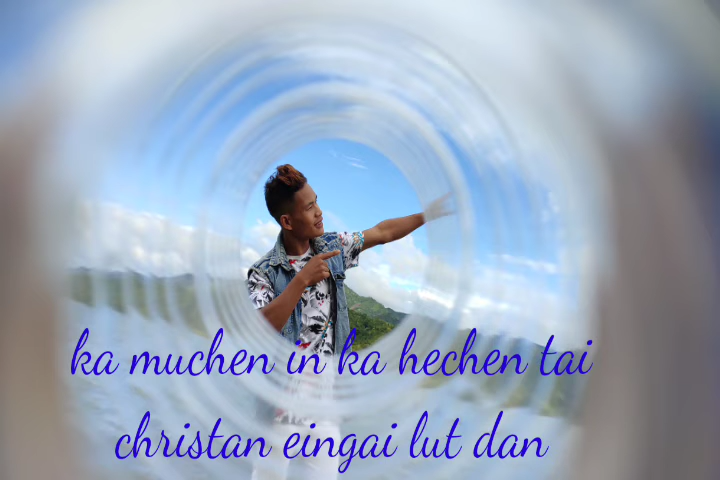 ka muchen in ka hechen tai
christan eingai lut dan